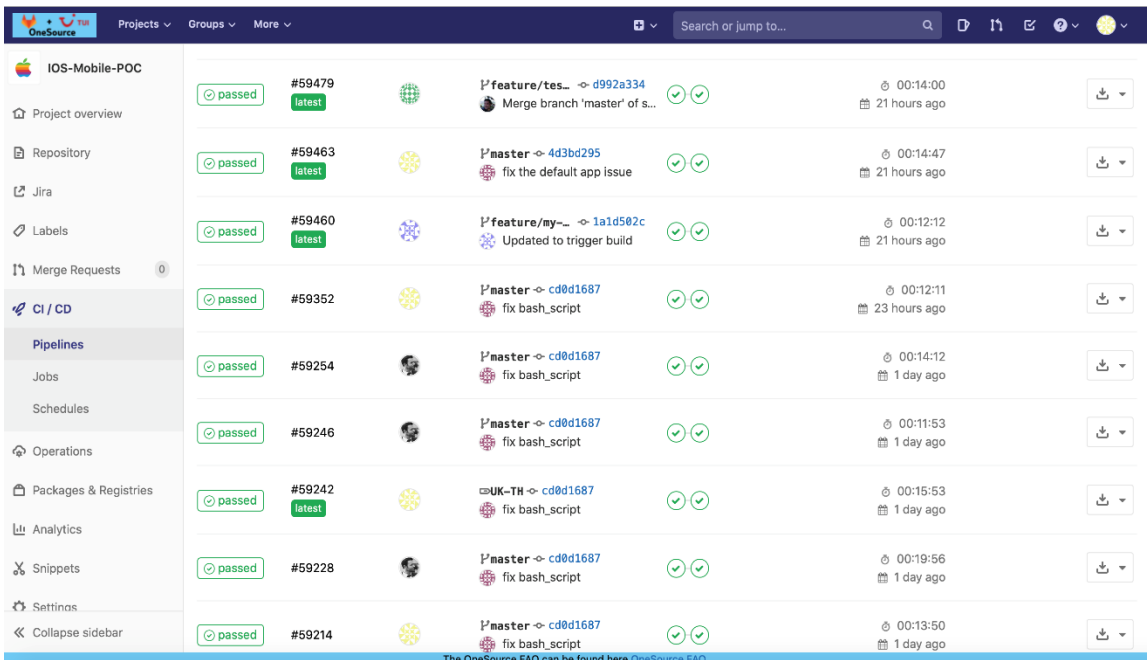 TUI
OneSource
Projects Groups More Search or jump to...
IOS-Mobile-POC
Project overview
Repository
Jira
Labels
Merge Requests 0
CI / CD
Pipelines
Jobs
Schedules
Operations
Packages & Registries
Analytics
Snippets
Settings
Collapse sidebar
passed #59479 feature/tes… d992a334 00:14:00
latest Merge branch 'master' of s... 21 hours ago
passed #59463 master 4d3bd295 00:14:47
latest fix the default app issue 21 hours ago
passed #59460 feature/my-… 1a1d502c 00:12:12
latest Updated to trigger build 21 hours ago
passed #59352 master cd0d1687 00:12:11
fix bash_script 23 hours ago
passed #59254 master cd0d1687 00:14:12
fix bash_script 1 day ago
passed #59246 master cd0d1687 00:11:53
fix bash_script 1 day ago
passed #59242 UK-TH cd0d1687 00:15:53
latest fix bash_script 1 day ago
passed #59228 master cd0d1687 00:19:56
fix bash_script 1 day ago
passed #59214 master cd0d1687 00:13:50
fix bash_script 1 day ago
The OneSource FAQ can be found here OneSource FAQ